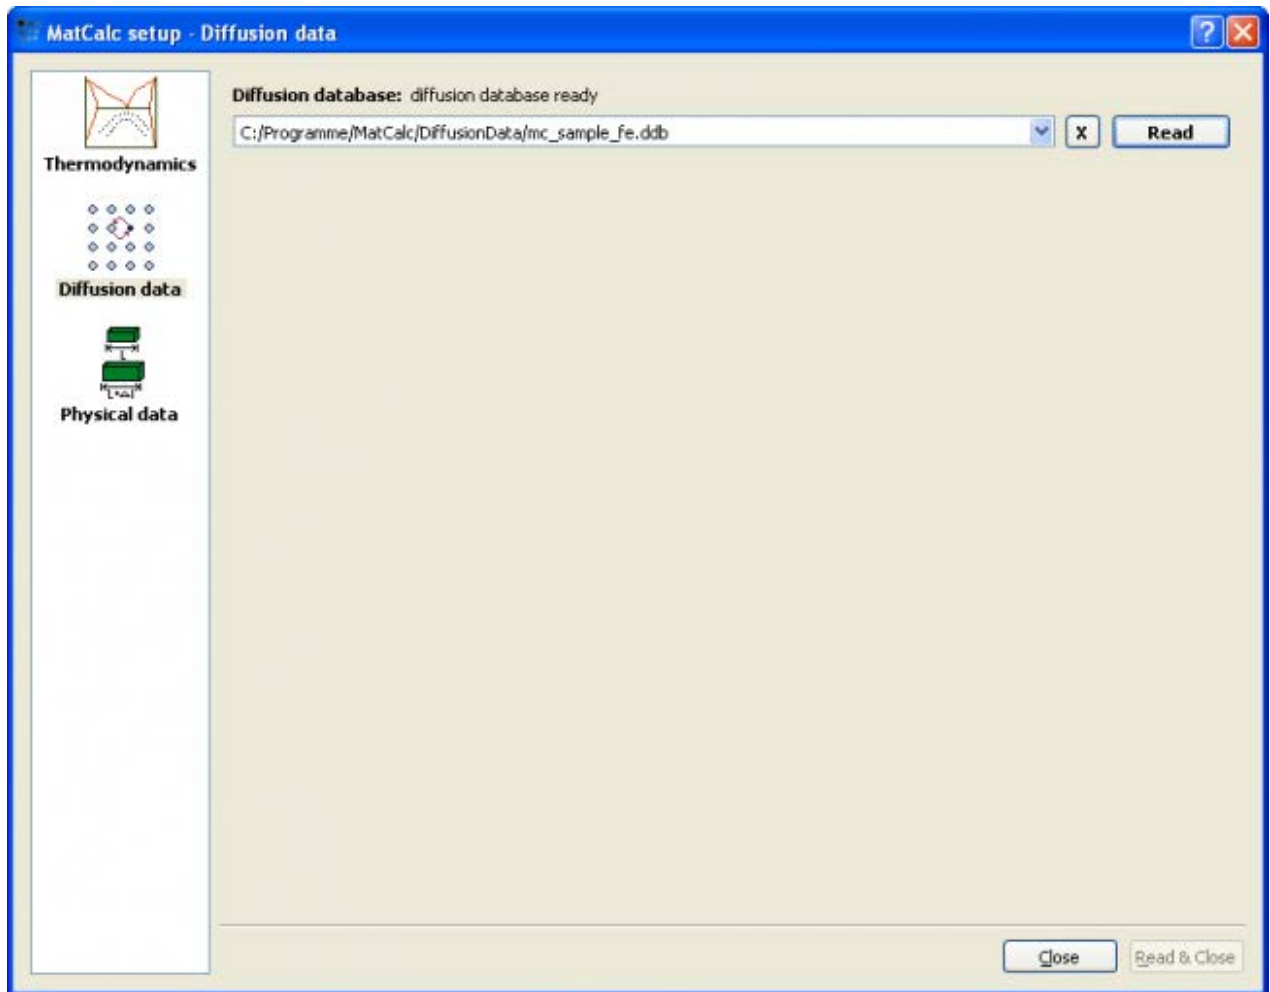 MatCalc setup - Diffusion data
Thermodynamics
Diffusion data
L
L+ΔL
Physical data
Diffusion database: diffusion database ready
C:/Programme/MatCalc/DiffusionData/mc_sample_fe.ddb
X
Read
Close
Read & Close